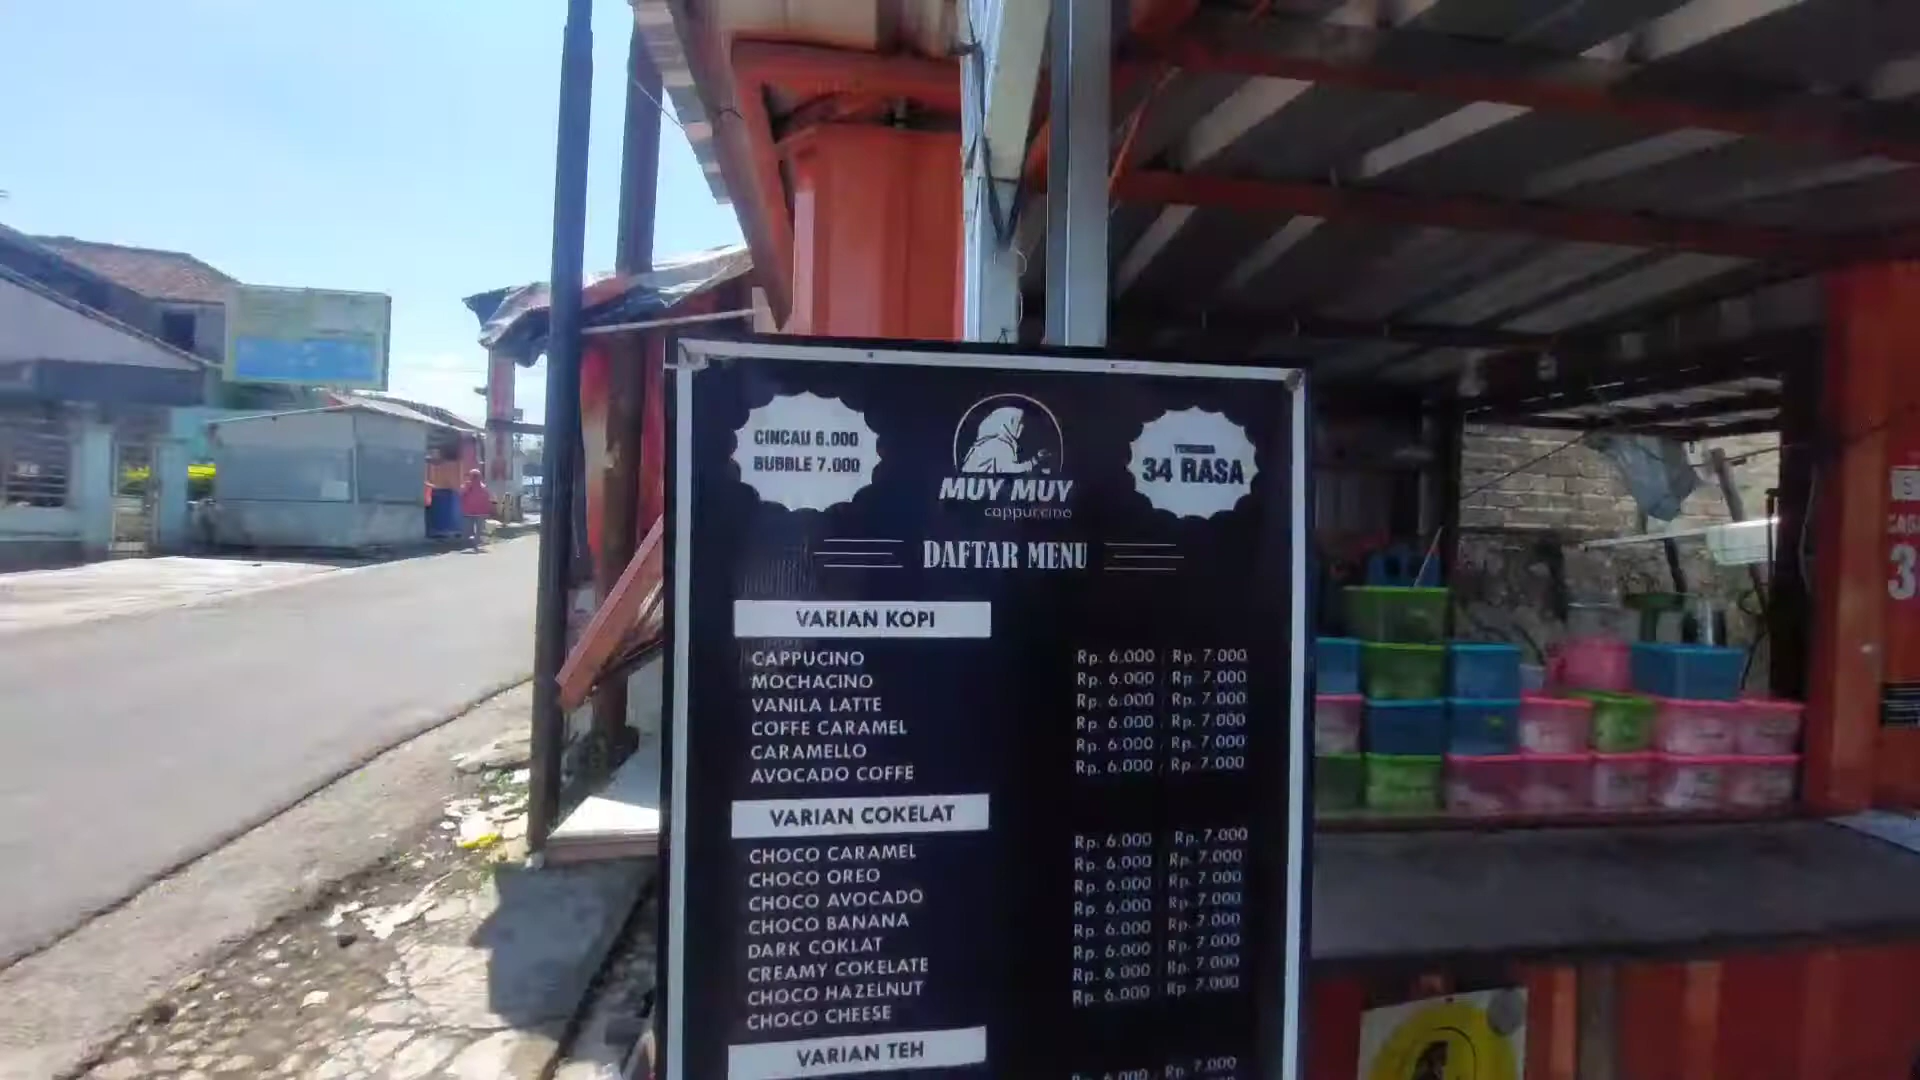 CINCAU 6.000
BUBBLE 7.000
MUY MUY
cappuccino
34 RASA
DAFTAR MENU
VARIAN KOPI
CAPPUCINO Rp. 6.000 / Rp. 7.000
MOCHACINO Rp. 6.000 / Rp. 7.000
VANILA LATTE Rp. 6.000 / Rp. 7.000
COFFE CARAMEL Rp. 6.000 / Rp. 7.000
CARAMELLO Rp. 6.000 / Rp. 7.000
AVOCADO COFFE Rp. 6.000 / Rp. 7.000
VARIAN COKELAT
CHOCO CARAMEL Rp. 6.000 / Rp. 7.000
CHOCO OREO Rp. 6.000 / Rp. 7.000
CHOCO AVOCADO Rp. 6.000 / Rp. 7.000
CHOCO BANANA Rp. 6.000 / Rp. 7.000
DARK COKLAT Rp. 6.000 / Rp. 7.000
CREAMY COKELATE Rp. 6.000 / Rp. 7.000
CHOCO HAZELNUT Rp. 6.000 / Rp. 7.000
CHOCO CHEESE Rp. 6.000 / Rp. 7.000
VARIAN TEH
Rp. 6.000 / Rp. 7.000
3